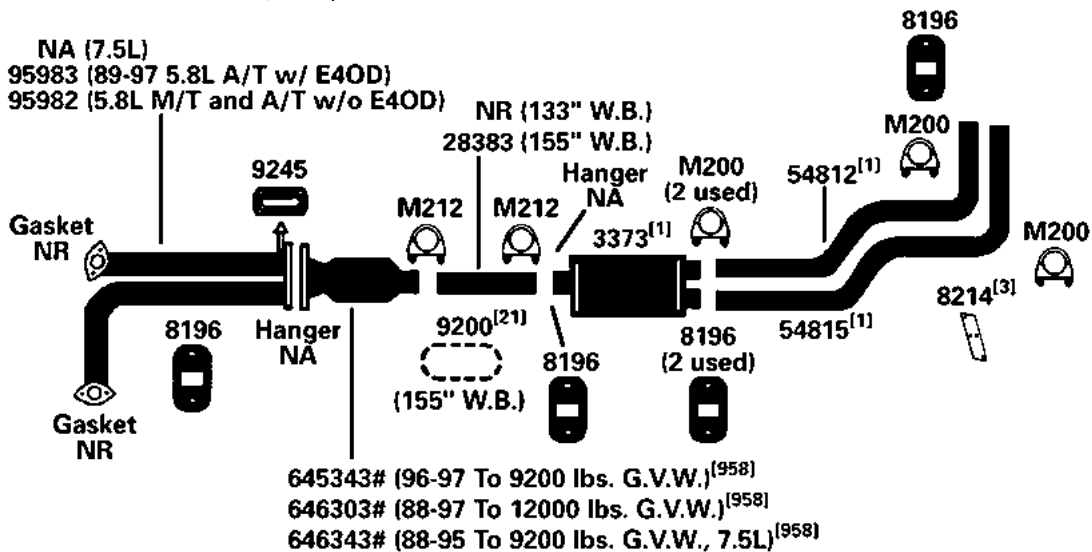 8196
NA (7.5L)
95983 (89-97 5.8L A/T w/ E4OD)
95982 (5.8L M/T and A/T w/o E4OD)
NR (133" W.B.)
28383 (155" W.B.)
M200
9245
Hanger
NA
M200
(2 used)
54812[1]
M212
M212
Gasket
NR
3373[1]
M200
8214[3]
8196
Hanger
NA
9200[21]
(155" W.B.)
8196
8196
(2 used)
54815[1]
Gasket
NR
645343# (96-97 To 9200 lbs. G.V.W.)[958]
646303# (88-97 To 12000 lbs. G.V.W.)[958]
646343# (88-95 To 9200 lbs. G.V.W., 7.5L)[958]